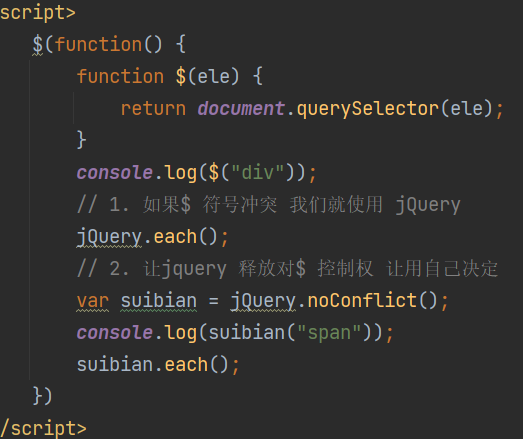 script>
$(function() {
function $(ele) {
return document.querySelector(ele);
}
console.log($("div"));
// 1. 如果$ 符号冲突 我们就使用 jQuery
jQuery.each();
// 2. 让jquery 释放对$ 控制权 让用自己决定
var suibian = jQuery.noConflict();
console.log(suibian("span"));
suibian.each();
})
/script>